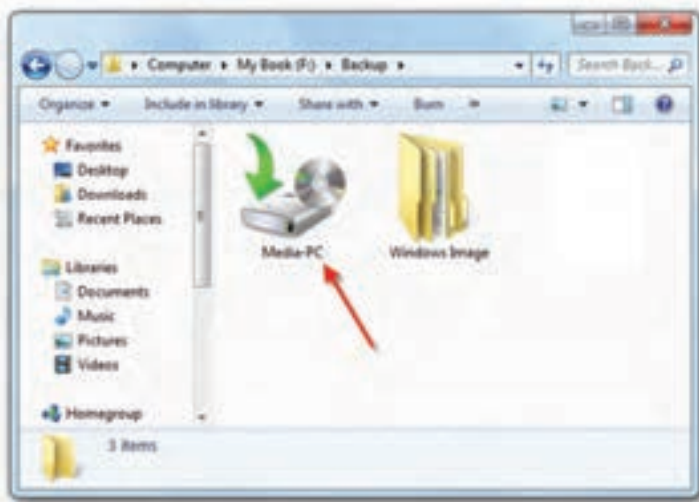 Computer ▸ My Book (F:) ▸ Backup ▸
Search Back...
Organize ▾ Include in library ▾ Share with ▾ Burn »
Favorites
Desktop
Downloads
Recent Places
Libraries
Documents
Music
Pictures
Videos
Homegroup
Media-PC
Windows Image
3 items